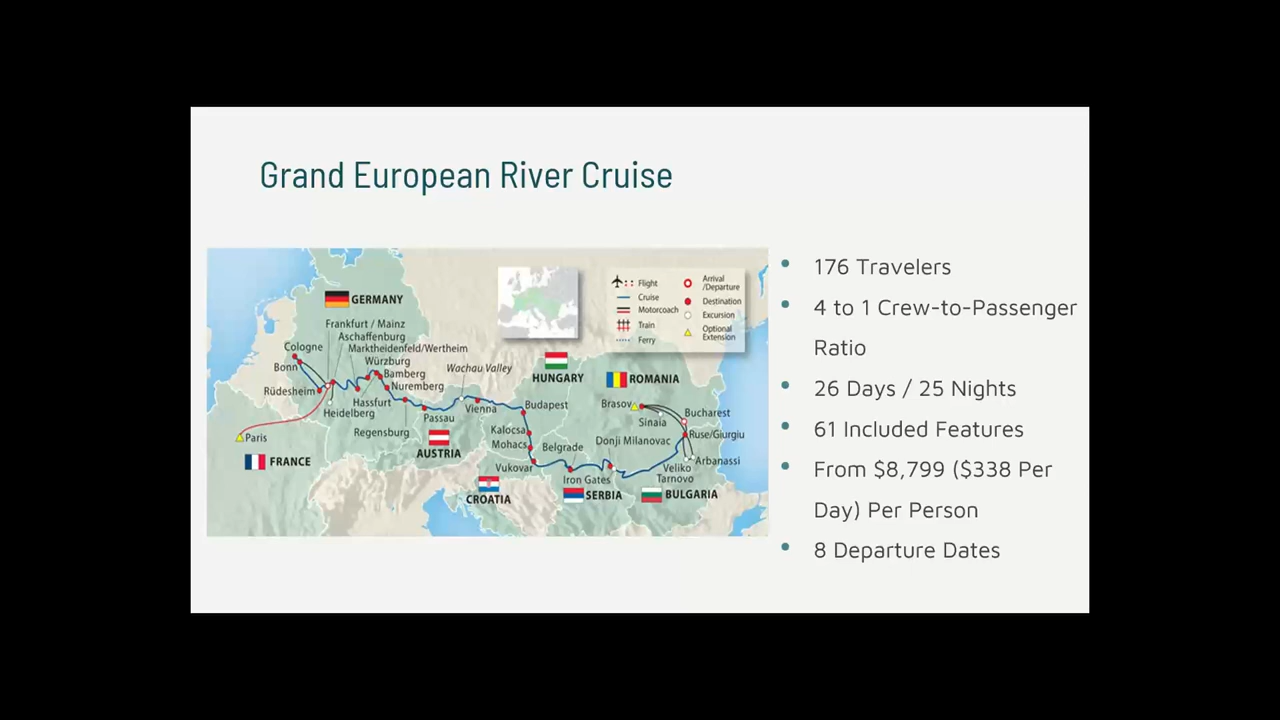 Grand European River Cruise
GERMANY
Frankfurt / Mainz
Aschaffenburg
Cologne
Marktheidenfeld/Wertheim
Würzburg
Bonn
Bamberg
Wachau Valley
Rüdesheim
Nuremberg
Hassfurt
Heidelberg
Paris
Regensburg
Passau
Vienna
Budapest
FRANCE
AUSTRIA
Kalocsa
Mohacs
Vukovar
Belgrade
CROATIA
Iron Gates
SERBIA
HUNGARY
ROMANIA
Brasov
Bucharest
Sinaia
Donji Milanovac
Ruse/Giurgiu
Arbanassi
Veliko
Tarnovo
BULGARIA
Flight
Cruise
Motorcoach
Train
Ferry
Arrival
/Departure
Destination
Excursion
Optional
Extension
176 Travelers
4 to 1 Crew-to-Passenger
Ratio
26 Days / 25 Nights
61 Included Features
From $8,799 ($338 Per
Day) Per Person
8 Departure Dates